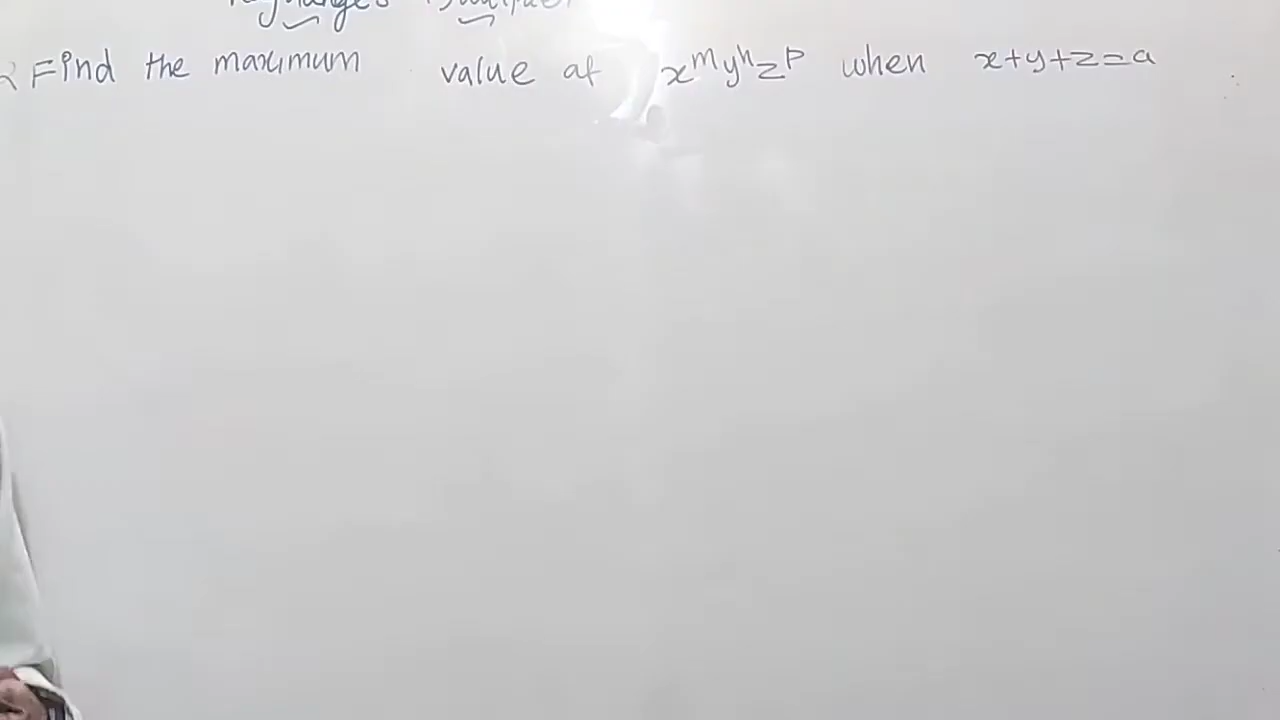 Find the maximum value of x^m y^n z^p when x+y+z=a